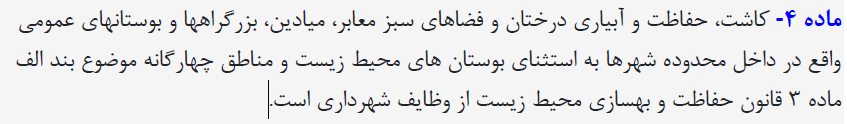 ماده ۴- کاشت، حفاظت و آبیاری درختان و فضاهای سبز معابر، میادین، بزرگراهها و بوستانهای عمومی
واقع در داخل محدوده شهرها به استثنای بوستان های محیط زیست و مناطق چهارگانه موضوع بند الف
ماده ۳ قانون حفاظت و بهسازی محیط زیست از وظایف شهرداری است.